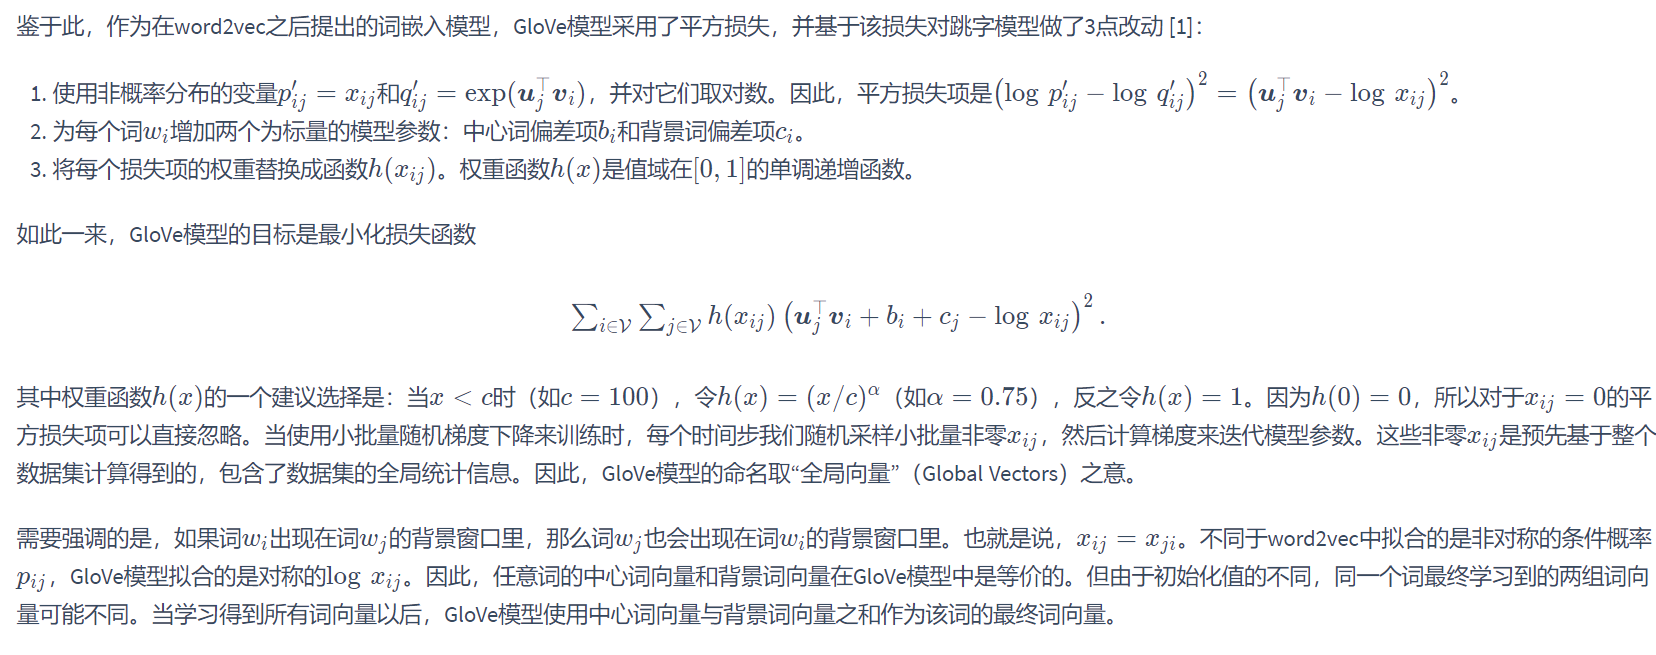 鉴于此，作为在word2vec之后提出的词嵌入模型，GloVe模型采用了平方损失，并基于该损失对跳字模型做了3点改动 [1]：
1. 使用非概率分布的变量$p'_{ij} = x_{ij}$和$q'_{ij} = \exp(\boldsymbol{u}_j^\top \boldsymbol{v}_i)$，并对它们取对数。因此，平方损失项是$\left(\log p'_{ij} - \log q'_{ij}\right)^2 = \left(\boldsymbol{u}_j^\top \boldsymbol{v}_i - \log x_{ij}\right)^2$。
2. 为每个词$w_i$增加两个为标量的模型参数：中心词偏差项$b_i$和背景词偏差项$c_i$。
3. 将每个损失项的权重替换成函数$h(x_{ij})$。权重函数$h(x)$是值域在$[0, 1]$的单调递增函数。
如此一来，GloVe模型的目标是最小化损失函数
$\sum_{i \in \mathcal{V}} \sum_{j \in \mathcal{V}} h(x_{ij}) \left(\boldsymbol{u}_j^\top \boldsymbol{v}_i + b_i + c_j - \log x_{ij}\right)^2.$
其中权重函数$h(x)$的一个建议选择是：当$x < c$时（如$c = 100$），令$h(x) = (x/c)^\alpha$（如$\alpha = 0.75$），反之令$h(x) = 1$。因为$h(0) = 0$，所以对于$x_{ij} = 0$的平
方损失项可以直接忽略。当使用小批量随机梯度下降来训练时，每个时间步我们随机采样小批量非零$x_{ij}$，然后计算梯度来迭代模型参数。这些非零$x_{ij}$是预先基于整个
数据集计算得到的，包含了数据集的全局统计信息。因此，GloVe模型的命名取“全局向量”（Global Vectors）之意。
需要强调的是，如果词$w_i$出现在词$w_j$的背景窗口里，那么词$w_j$也会出现在词$w_i$的背景窗口里。也就是说，$x_{ij} = x_{ji}$。不同于word2vec中拟合的是非对称的条件概率
$p_{ij}$，GloVe模型拟合的是对称的$\log x_{ij}$。因此，任意词的中心词向量和背景词向量在GloVe模型中是等价的。但由于初始化值的不同，同一个词最终学习到的两组词向
量可能不同。当学习得到所有词向量以后，GloVe模型使用中心词向量与背景词向量之和作为该词的最终词向量。